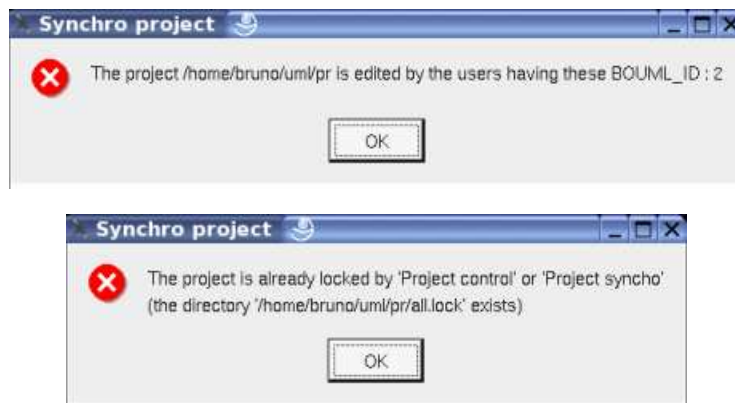 Synchro project
The project /home/bruno/uml/pr is edited by the users having these BOUML_ID : 2
OK
Synchro project
The project is already locked by 'Project control' or 'Project syncho'
(the directory '/home/bruno/uml/pr/all.lock' exists)
OK